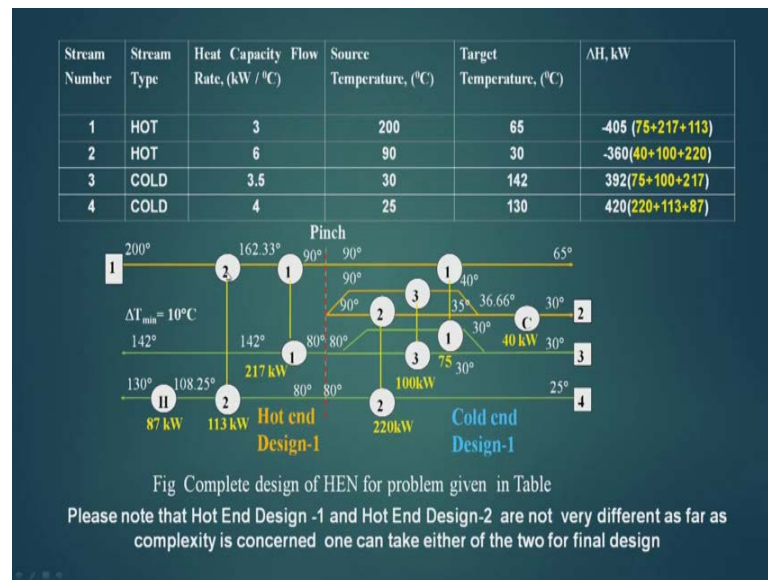 Stream Number Stream Type Heat Capacity Flow Rate, (kW / ⁰C) Source Temperature, (⁰C) Target Temperature, (⁰C) ΔH, kW
1 HOT 3 200 65 -405 (75+217+113)
2 HOT 6 90 30 -360(40+100+220)
3 COLD 3.5 30 142 392(75+100+217)
4 COLD 4 25 130 420(220+113+87)
Pinch
200° 162.33° 90° 90° 65°
1 2 1 1
90° 40°
3
90° 35° 36.66° 30°
ΔTmin= 10°C 2 C 2
30° 40 kW
142° 142° 80° 80° 1 30°
1 3 75 3
217 kW 100kW 30°
130° 108.25° 80° 80° 25°
H 2 2 4
87 kW 113 kW 220kW
Hot end Cold end
Design-1 Design-1
Fig Complete design of HEN for problem given in Table
Please note that Hot End Design -1 and Hot End Design-2 are not very different as far as
complexity is concerned one can take either of the two for final design